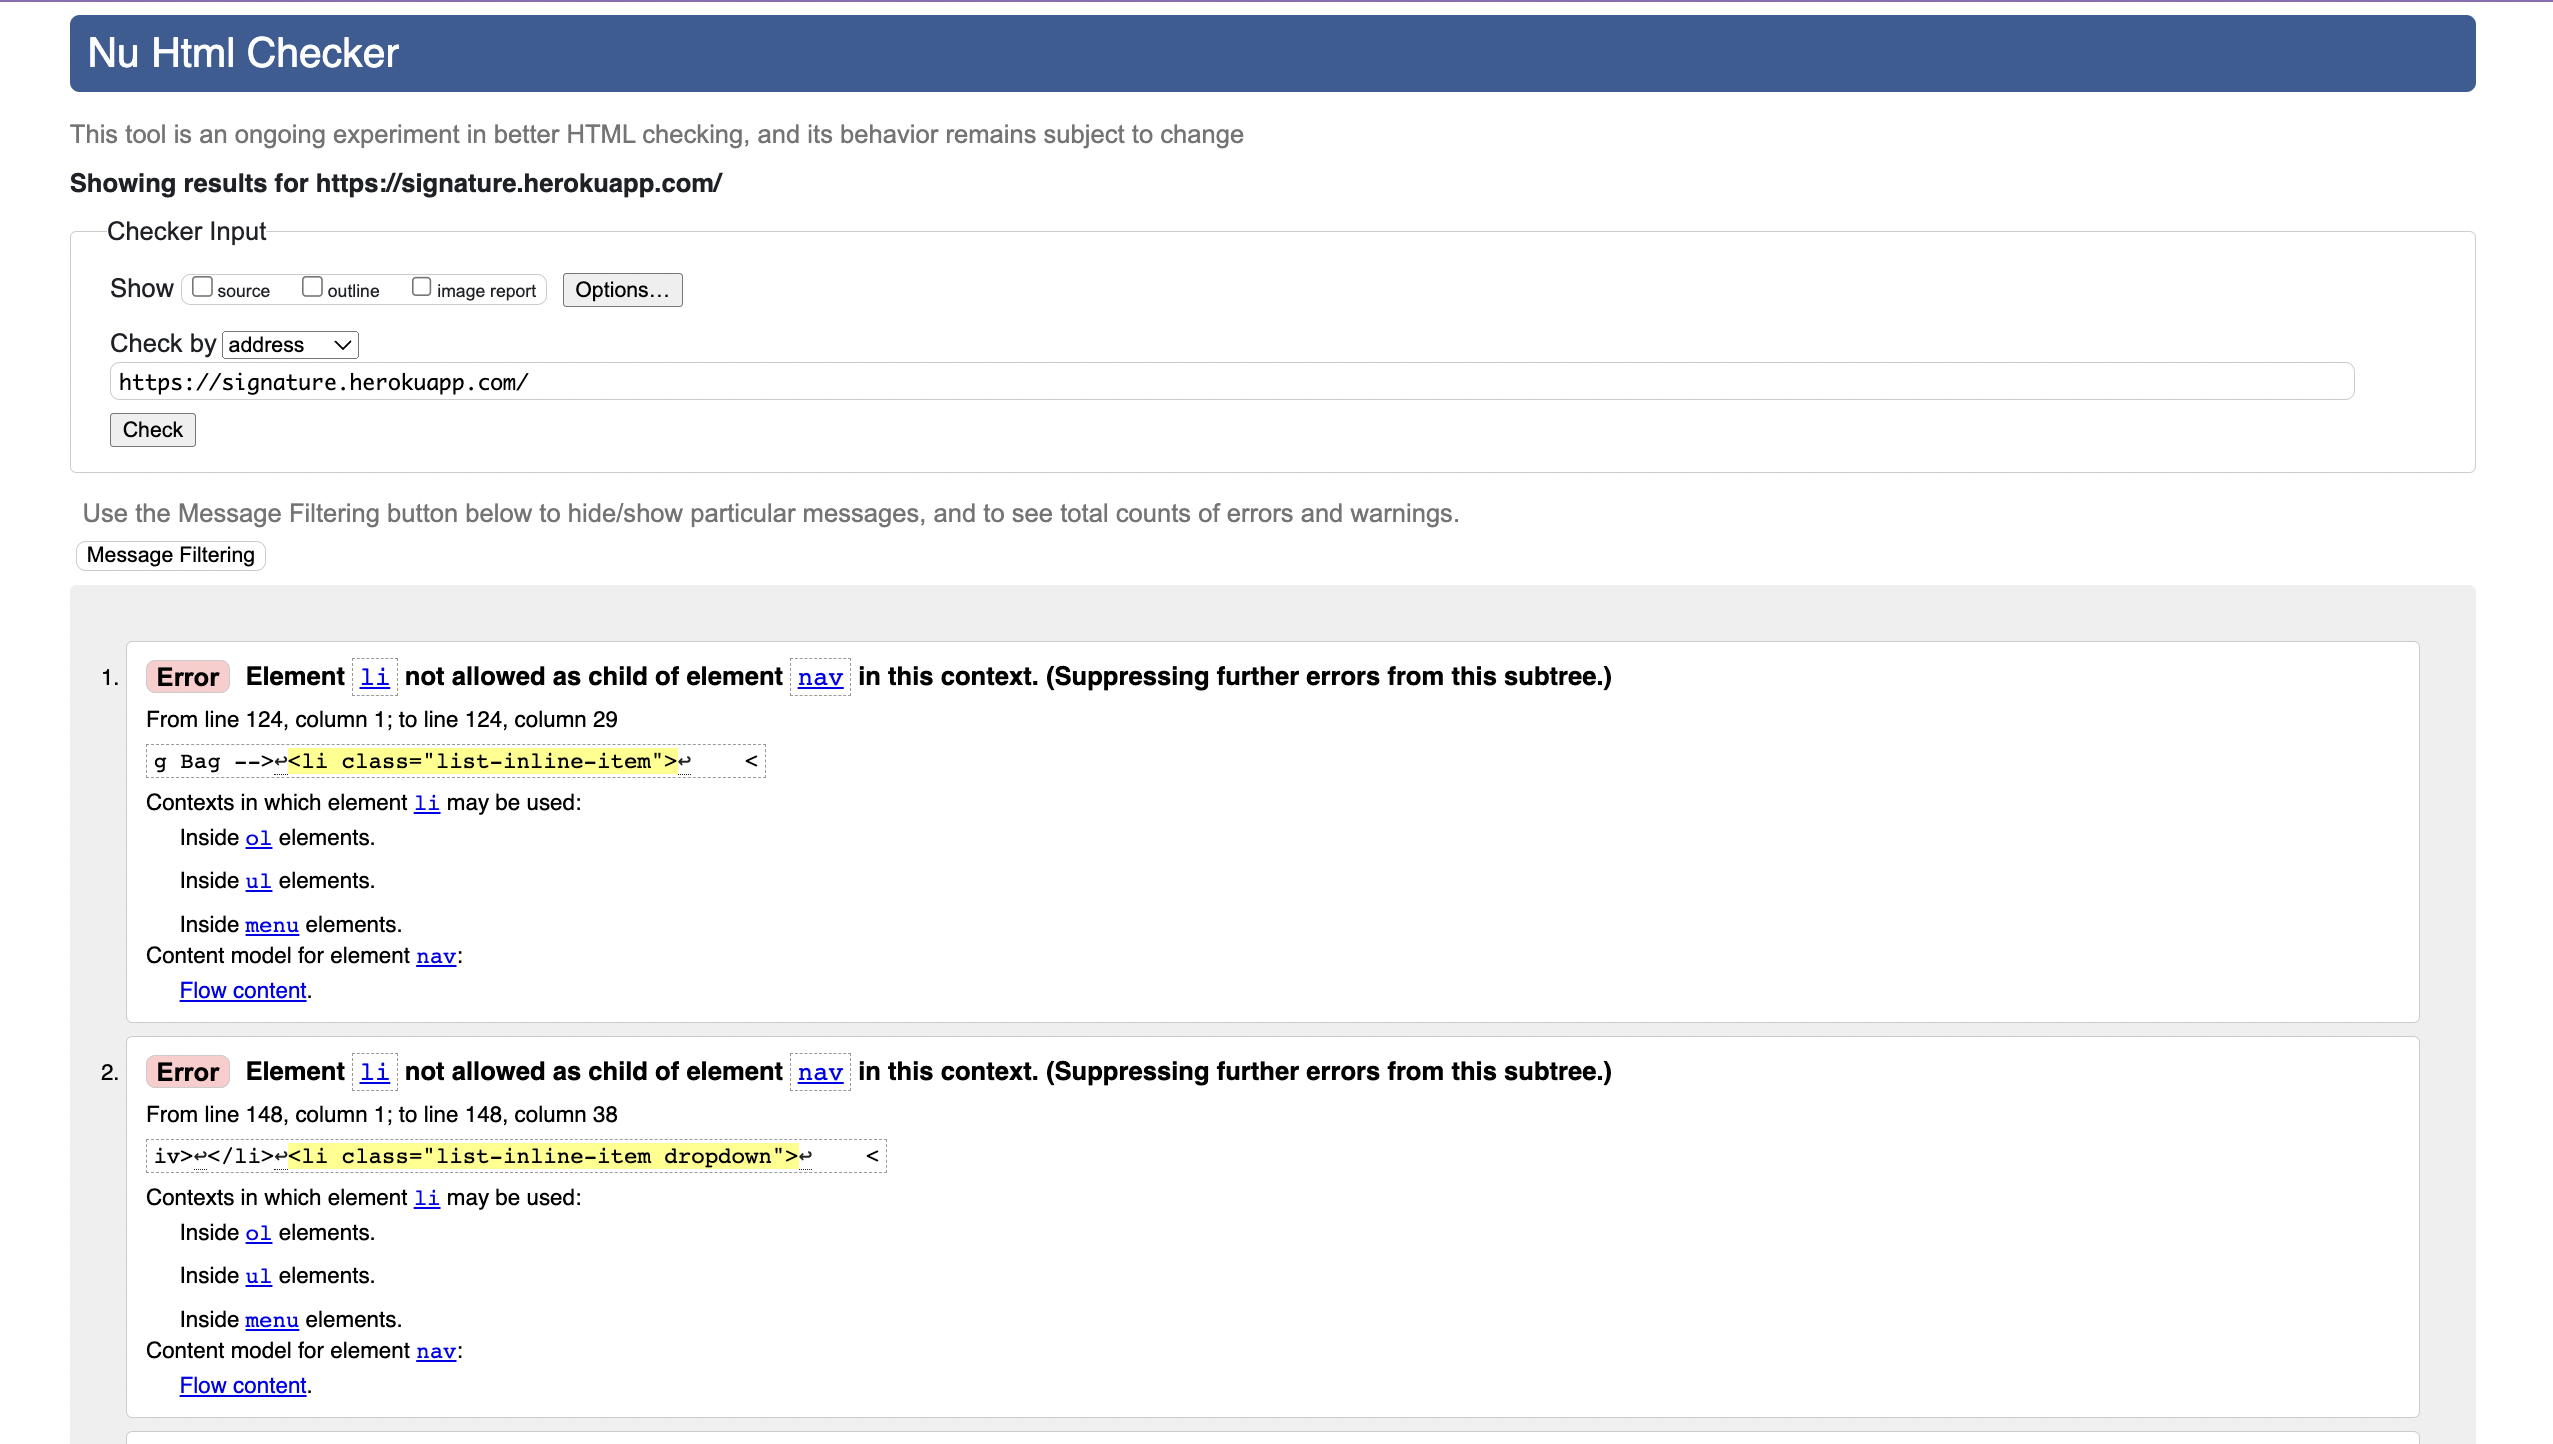 Nu Html Checker
This tool is an ongoing experiment in better HTML checking, and its behavior remains subject to change
Showing results for https://signature.herokuapp.com/
Checker Input
Show source outline image report Options...
Check by address
https://signature.herokuapp.com/
Check
Use the Message Filtering button below to hide/show particular messages, and to see total counts of errors and warnings.
Message Filtering
1. Error Element li not allowed as child of element nav in this context. (Suppressing further errors from this subtree.)
From line 124, column 1; to line 124, column 29
g Bag -->↩<li class="list-inline-item">↩    <
Contexts in which element li may be used:
Inside ol elements.
Inside ul elements.
Inside menu elements.
Content model for element nav:
Flow content.
2. Error Element li not allowed as child of element nav in this context. (Suppressing further errors from this subtree.)
From line 148, column 1; to line 148, column 38
iv>↩</li>↩<li class="list-inline-item dropdown">↩    <
Contexts in which element li may be used:
Inside ol elements.
Inside ul elements.
Inside menu elements.
Content model for element nav:
Flow content.